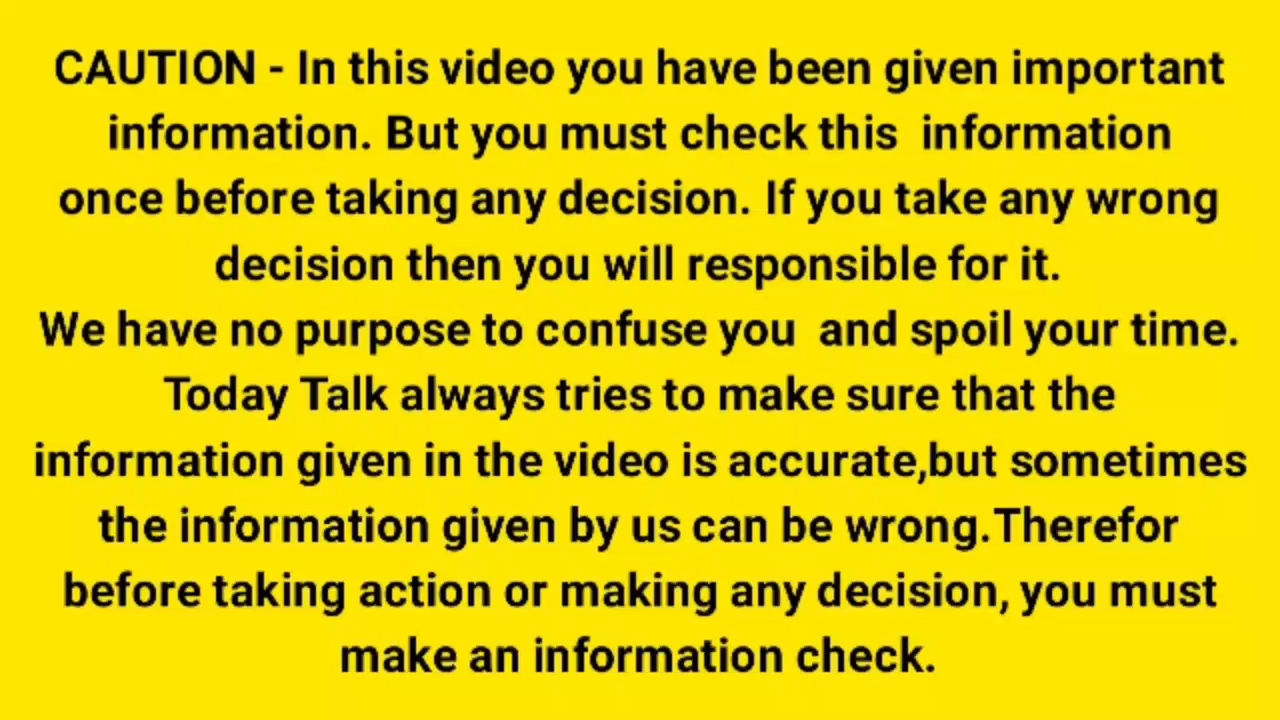 CAUTION - In this video you have been given important
information. But you must check this  information
once before taking any decision. If you take any wrong
decision then you will responsible for it.
We have no purpose to confuse you  and spoil your time.
Today Talk always tries to make sure that the
information given in the video is accurate,but sometimes
the information given by us can be wrong.Therefor
before taking action or making any decision, you must
make an information check.